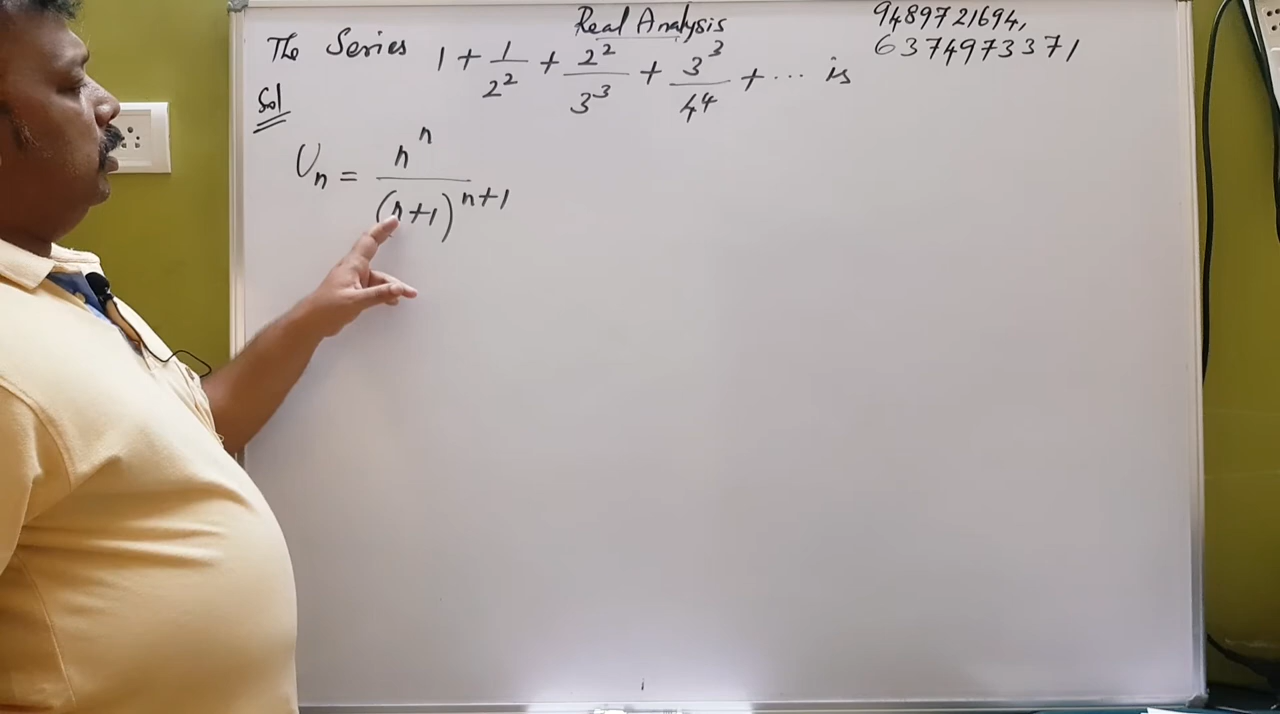 Real Analysis
9489721694,
6374973371
The Series 1 + 1/2² + 2²/3³ + 3³/4⁴ + ... is
Sol
Uₙ = nⁿ/(n+1)ⁿ⁺¹